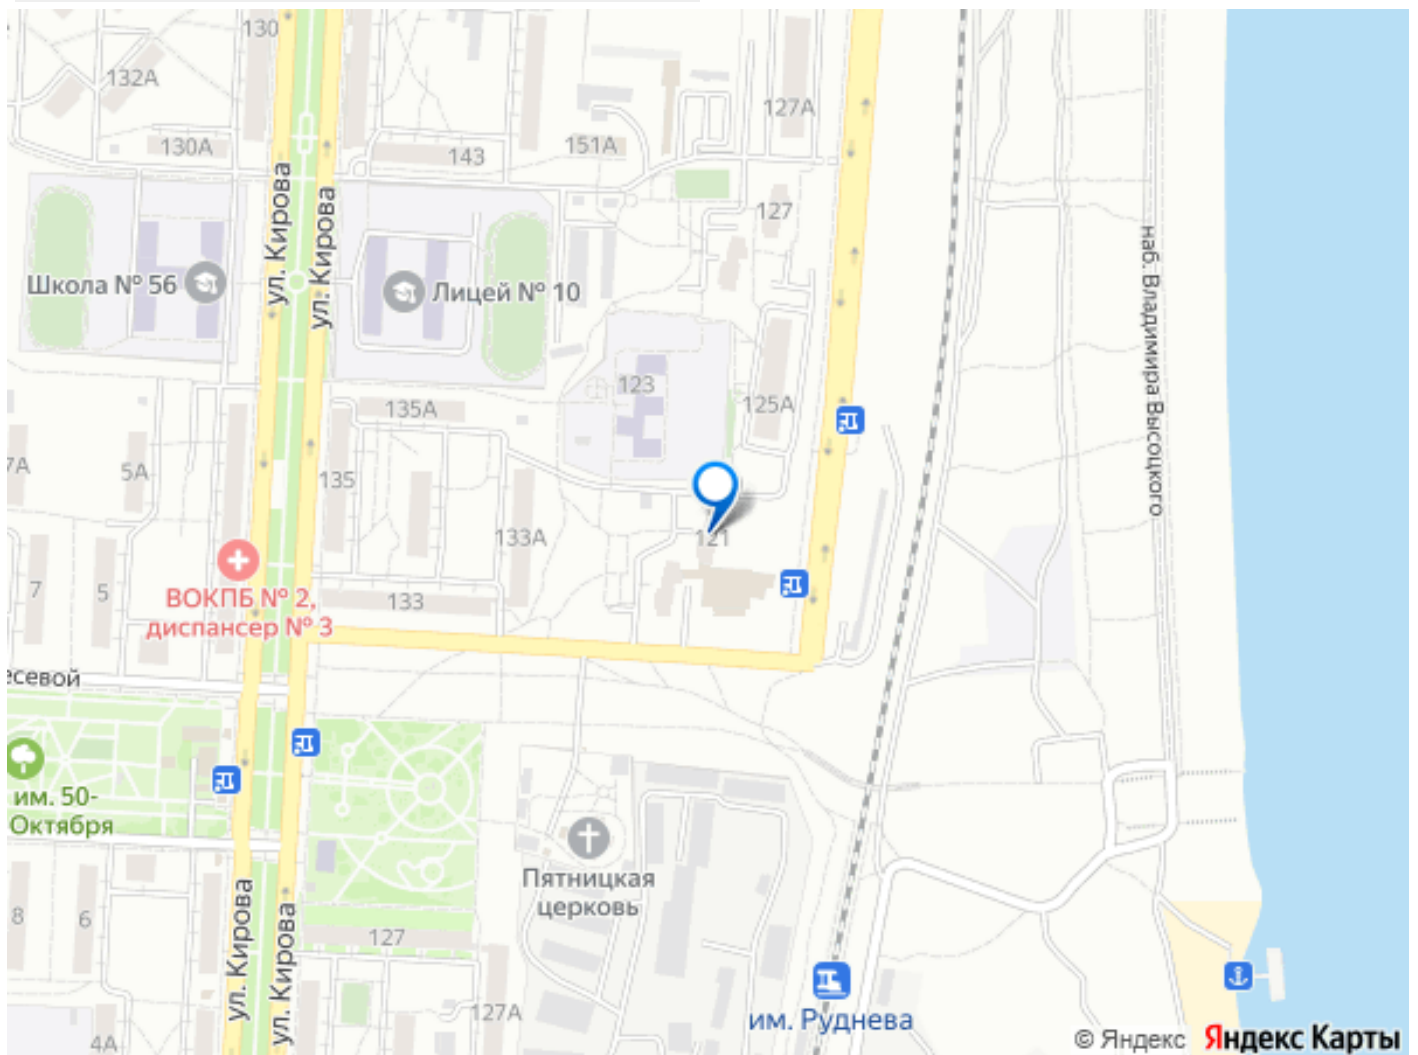 130
132А
127А
130А
143
151А
ул. Кирова
ул. Кирова
127
наб. Владимира Высоцкого
Школа № 56
Лицей № 10
123
135А
125А
7А
5А
135
133А
121
7
5
ВОКПБ № 2,
диспансер № 3
133
есевой
им. 50-
Октября
Пятницкая
церковь
8
6
ул. Кирова
ул. Кирова
127
127А
4А
им. Руднева
© Яндекс Яндекс Карты